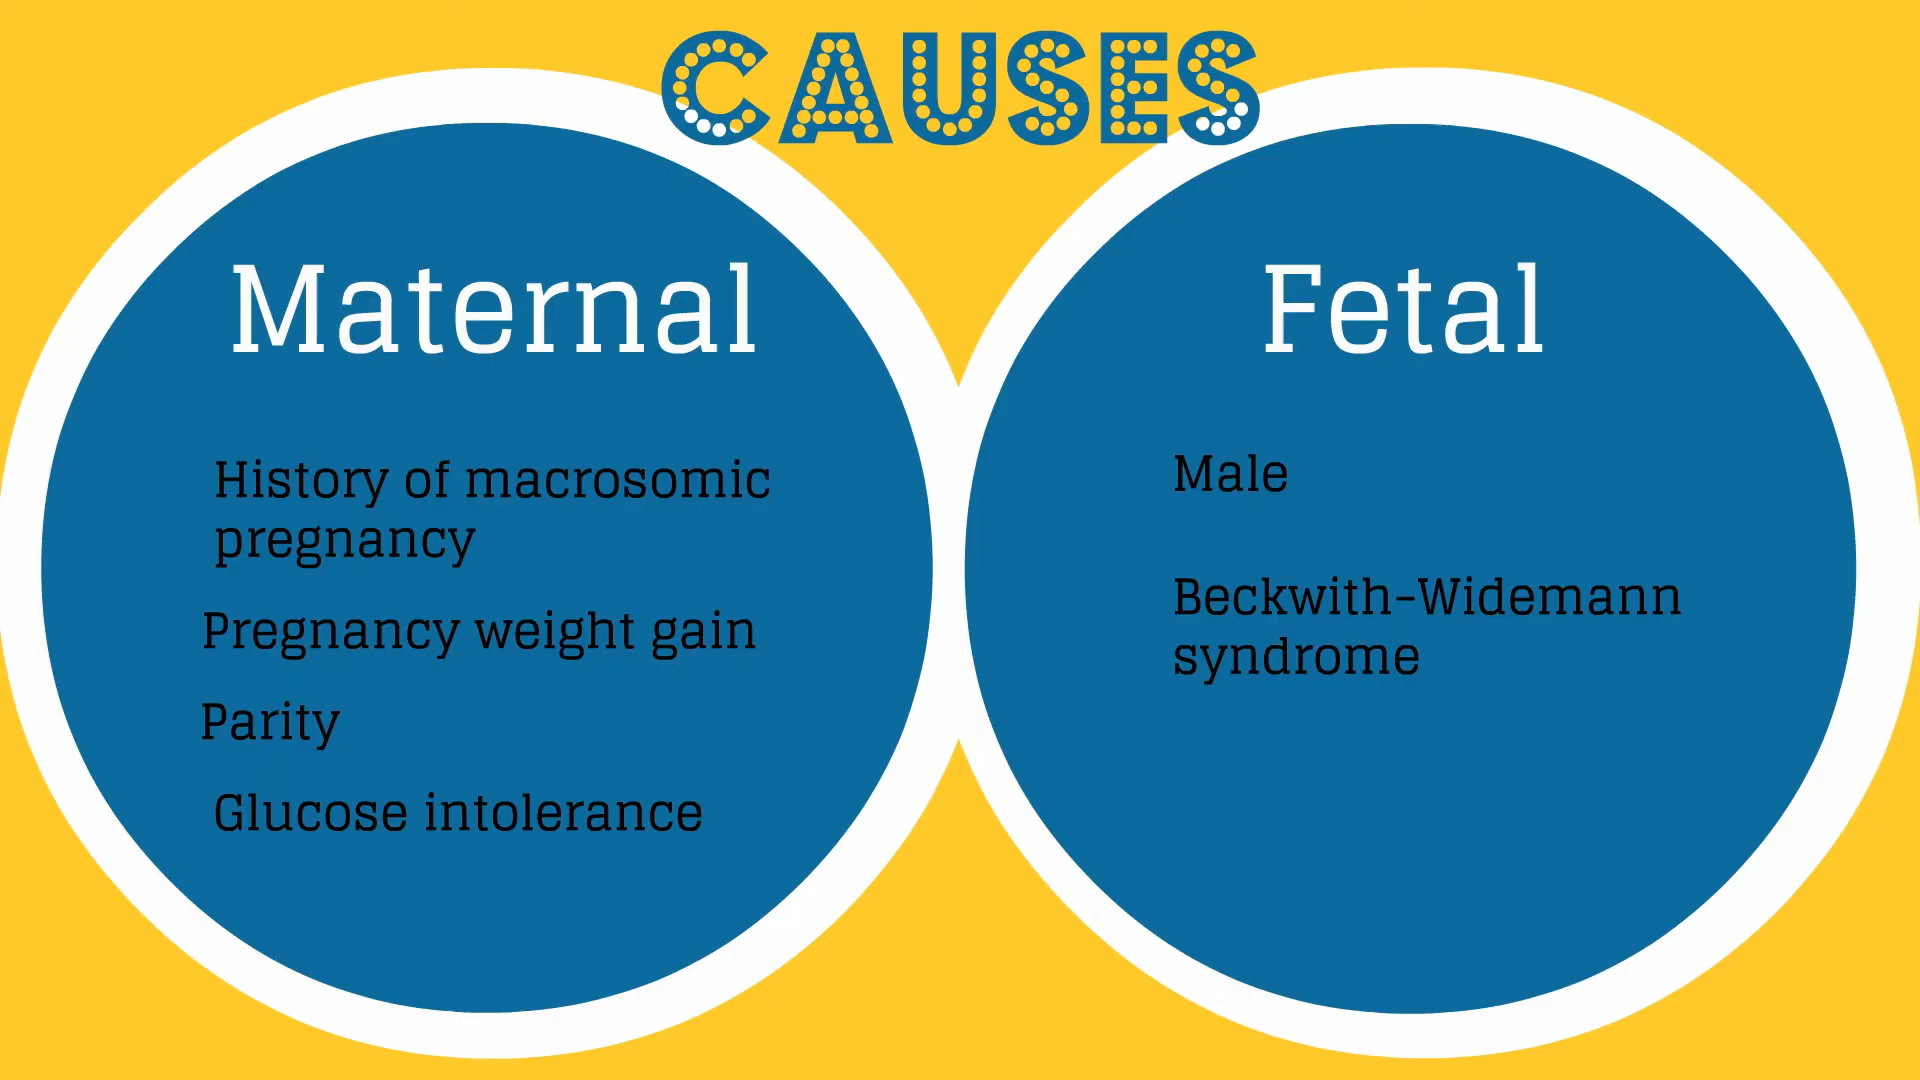 CAUSES
Maternal
History of macrosomic
pregnancy
Pregnancy weight gain
Parity
Glucose intolerance
Fetal
Male
Beckwith-Widemann
syndrome